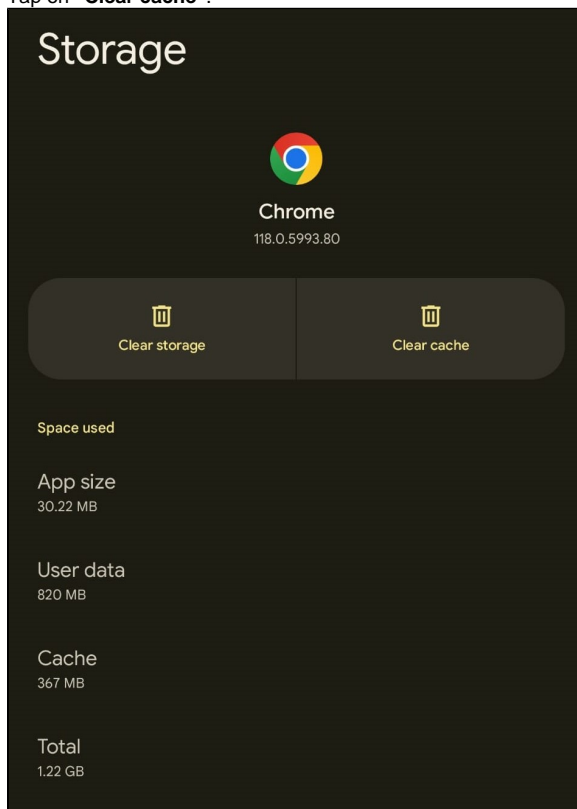 Tap on "Clear cache".
Storage
Chrome
118.0.5993.80
Clear storage
Clear cache
Space used
App size
30.22 MB
User data
820 MB
Cache
367 MB
Total
1.22 GB